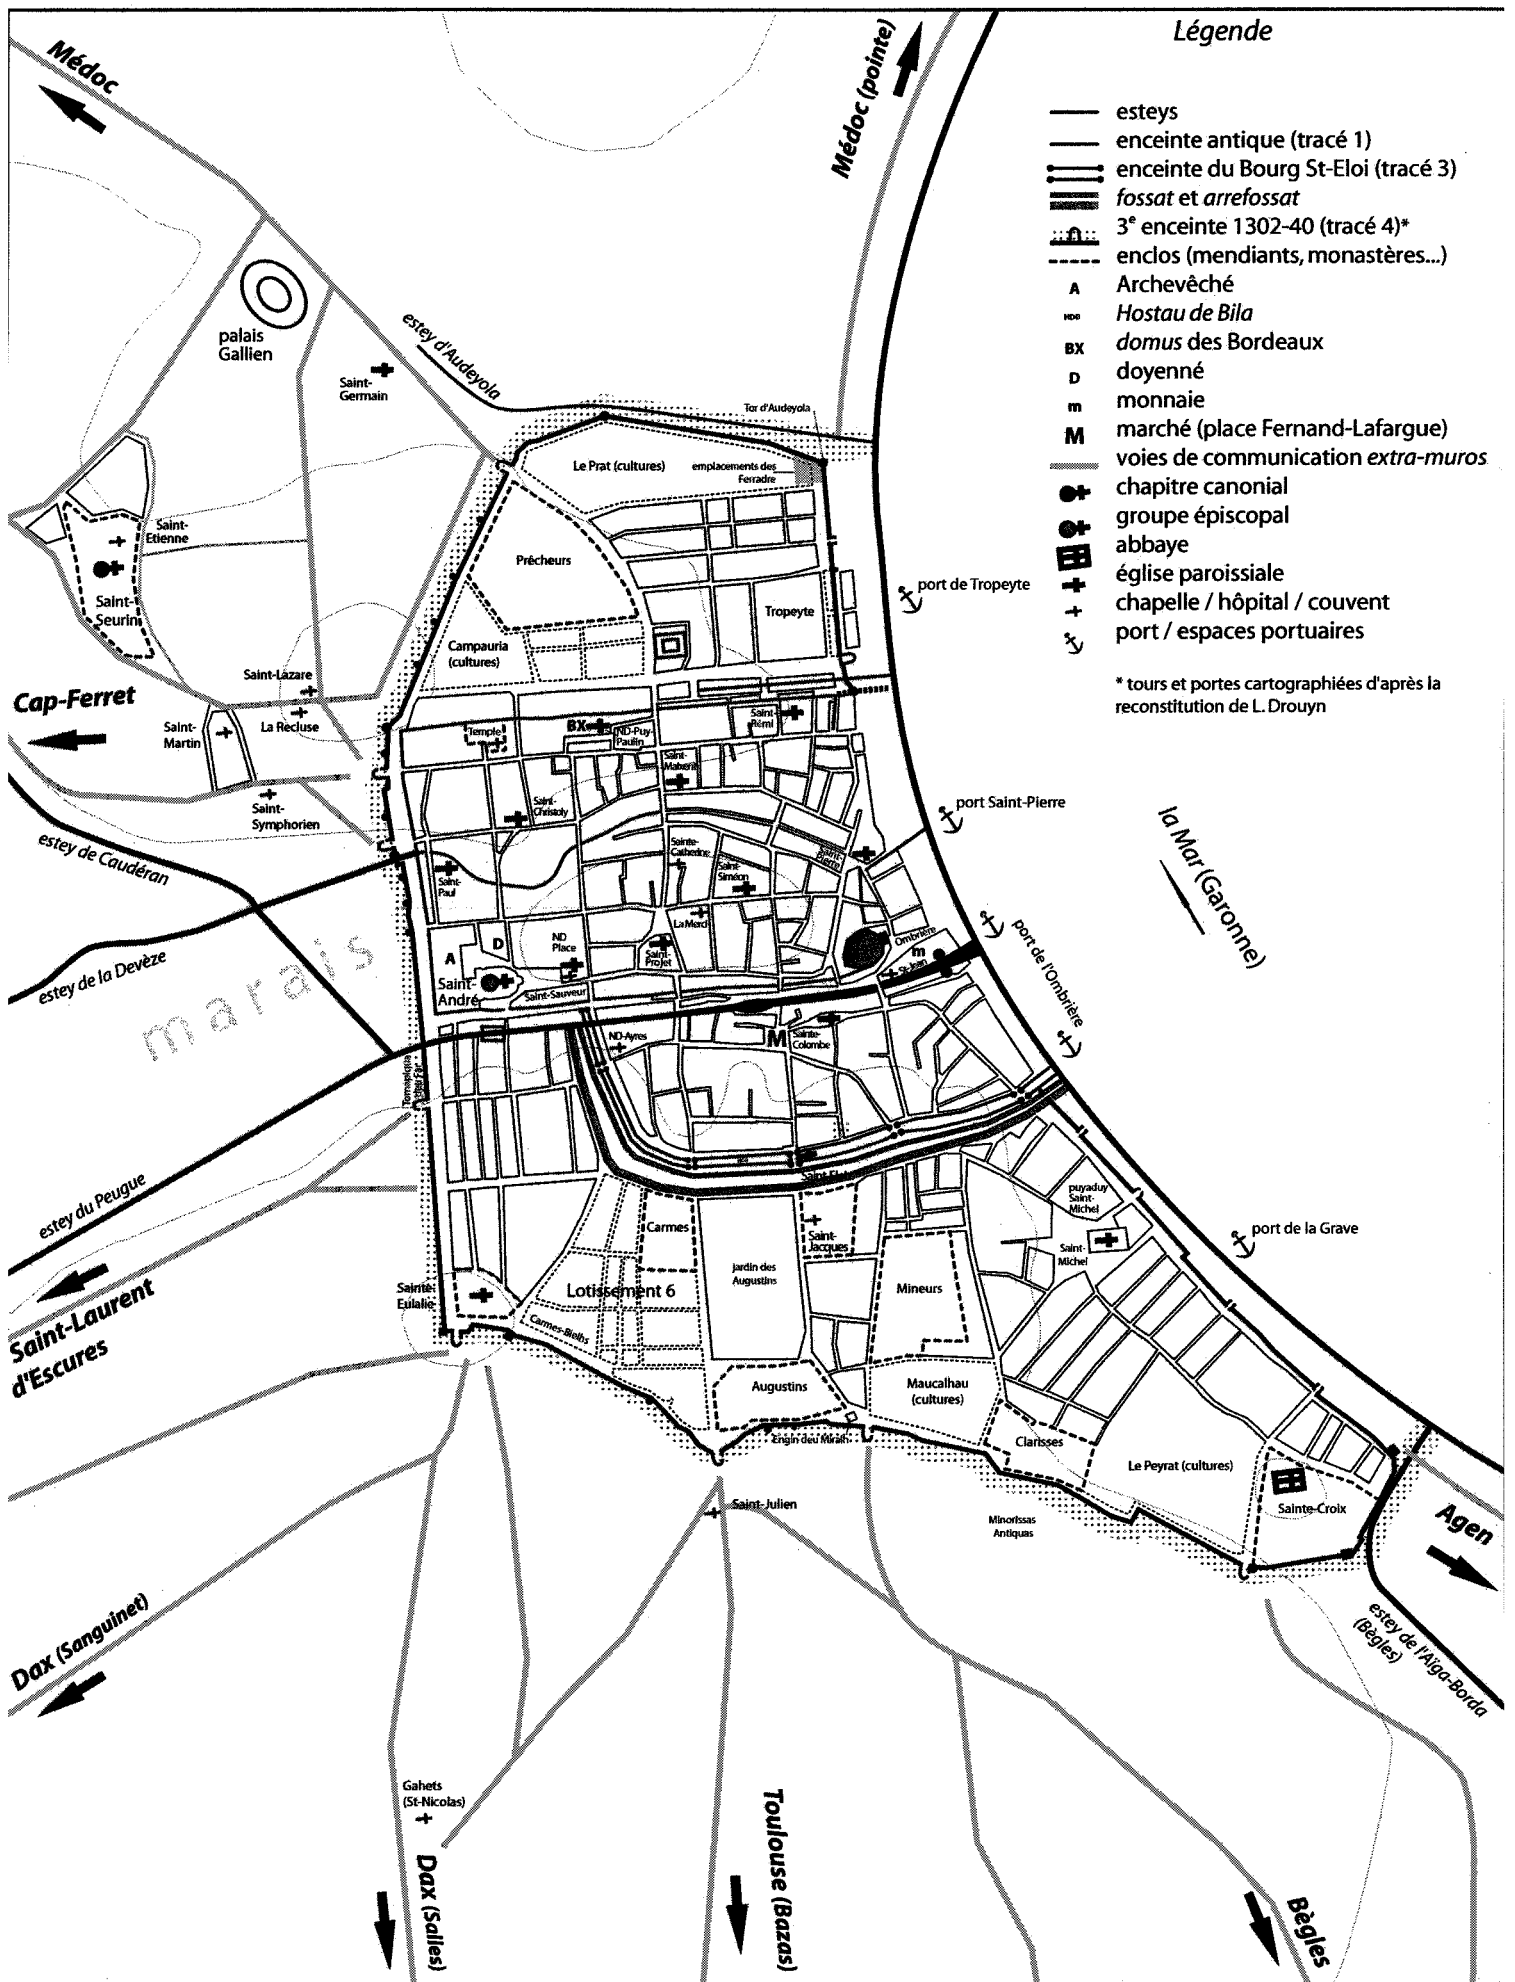 Légende
esteys
enceinte antique (tracé 1)
enceinte du Bourg St-Eloi (tracé 3)
fossat et arrefossat
3e enceinte 1302-40 (tracé 4)*
enclos (mendiants, monastères...)
A Archevêché
HDB Hostau de Bila
BX domus des Bordeaux
D doyenné
m monnaie
M marché (place Fernand-Lafargue)
voies de communication extra-muros
chapitre canonial
groupe épiscopal
abbaye
église paroissiale
chapelle / hôpital / couvent
port / espaces portuaires
* tours et portes cartographiées d'après la
reconstitution de L. Drouyn
Médoc
Médoc (pointe)
palais
Gallien
Saint-
Germain
estey d'Audeyola
Tor d'Audeyola
Le Prat (cultures)
emplacements des
Ferradre
Saint-
Etienne
Saint-
Seurin
Prêcheurs
port de Tropeyte
Tropeyte
Campauria
(cultures)
Saint-Lazare
La Recluse
Cap-Ferret
Saint-
Martin
Temple
BX
ND-Puy-
Paulin
Saint-
Rémi
Saint-
Symphorien
Saint-
Christoly
port Saint-Pierre
la Mar (Garonne)
estey de Caudéran
Sainte-
Catherine
Saint-
Siméon
Saint-
Pierre
Saint-
Paul
La Merci
estey de la Devèze
marais
A
D
ND
Place
Saint-
Projet
Ombrière
m
St-Jean
port de l'Ombrière
Saint-
André
Saint-Sauveur
ND-Ayres
M
Sainte-
Colombe
estey du Peugue
Saint-Laurent
d'Escures
Carmes
Saint-
Jacques
jardin des
Augustins
Mineurs
puyaduy
Saint-
Michel
Saint-
Michel
port de la Grave
Sainte-
Eulalie
Lotissement 6
Carmes-Bielhs
Augustins
Maucalhau
(cultures)
Engin deu Miralh
Clarisses
Le Peyrat (cultures)
Sainte-Croix
Minorissas
Antiquas
Saint-Julien
Agen
estey de l'Aïga-Borda
(Bègles)
Dax (Sanguinet)
Gahets
(St-Nicolas)
Dax (Salles)
Toulouse (Bazas)
Bègles